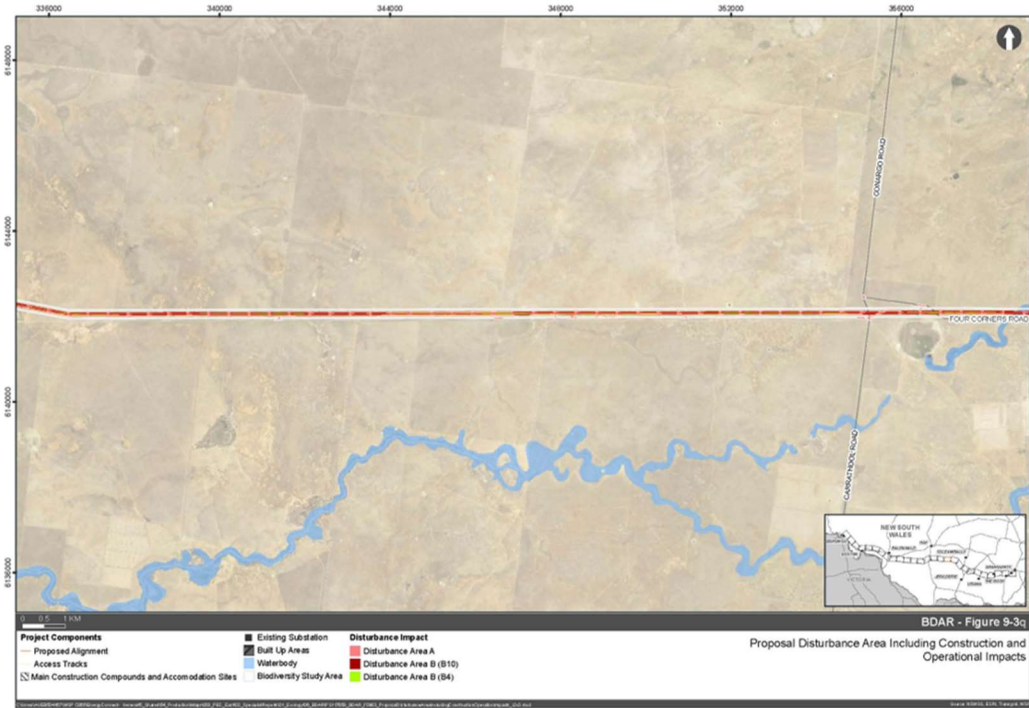 336000 340000 344000 348000 352000 356000
6148000
6144000
6140000
6136000
CONARGO ROAD
FOUR CORNERS ROAD
CARRATHOOL ROAD
NEW SOUTH
WALES
VICTORIA
0 0.5 1 KM
BDAR - Figure 9-3q
Project Components
Proposed Alignment
Access Tracks
Main Construction Compounds and Accomodation Sites
Existing Substation
Built Up Areas
Waterbody
Biodiversity Study Area
Disturbance Impact
Disturbance Area A
Disturbance Area B (B10)
Disturbance Area B (B4)
Proposal Disturbance Area Including Construction and
Operational Impacts